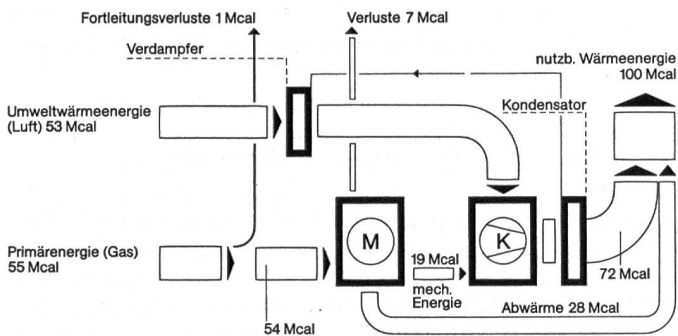 Fortleitungsverluste 1 Mcal
Verluste 7 Mcal
Verdampfer
nutzb. Wärmeenergie
100 Mcal
Umweltwärmeenergie
(Luft) 53 Mcal
Kondensator
M
K
Primärenergie (Gas)
55 Mcal
19 Mcal
mech.
Energie
72 Mcal
54 Mcal
Abwärme 28 Mcal